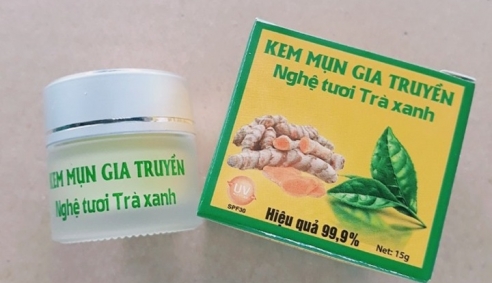 KEM MỤN GIA TRUYỀN
Nghệ tươi Trà xanh
KEM MỤN GIA TRUYỀN
Nghệ tươi Trà xanh
UV
SPF30
Hiệu quả 99,9%
Net: 15g